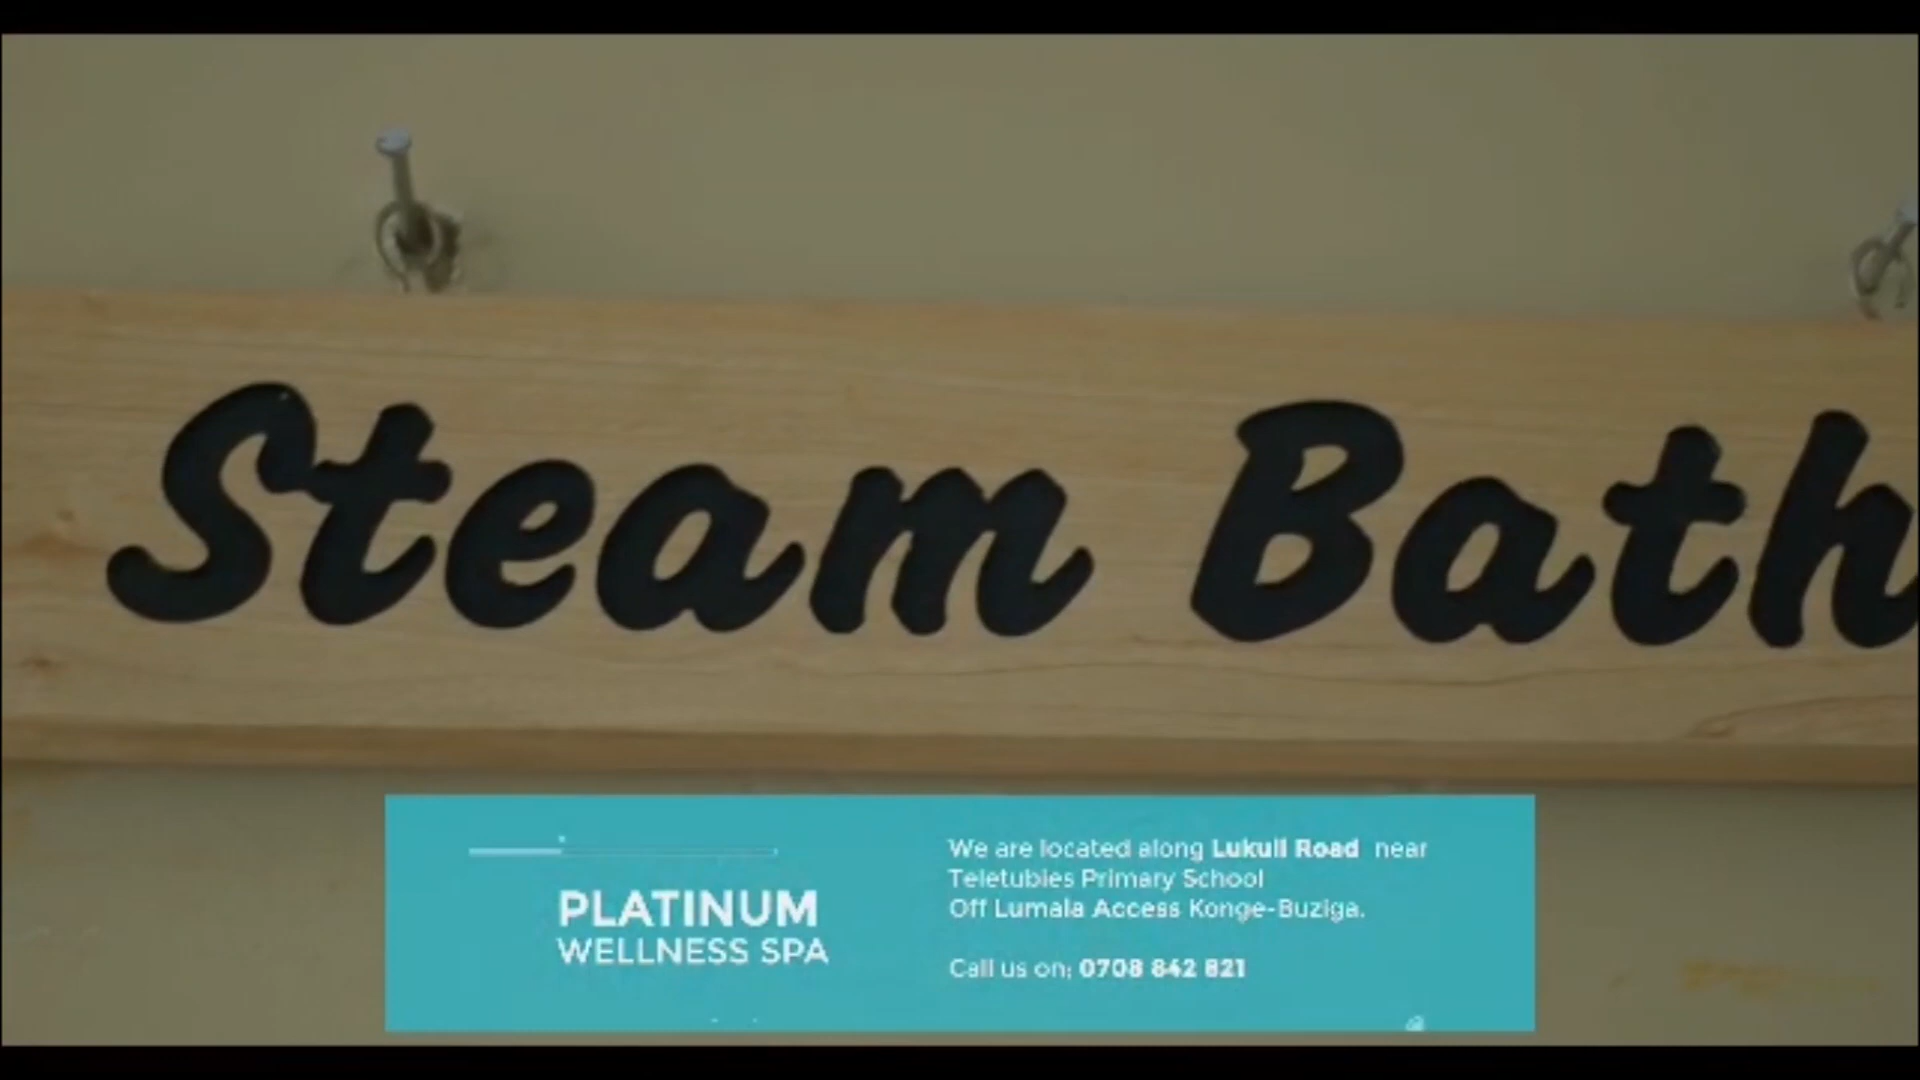 Steam Bath
PLATINUM
WELLNESS SPA
We are located along Lukuli Road near
Teletubies Primary School
Off Lumala Access Konge-Buziga.
Call us on; 0708 842 821